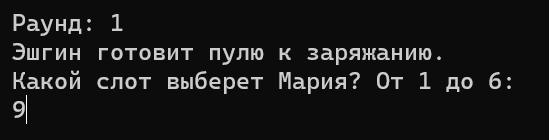 Раунд: 1
Эшгин готовит пулю к заряжанию.
Какой слот выберет Мария? От 1 до 6:
9